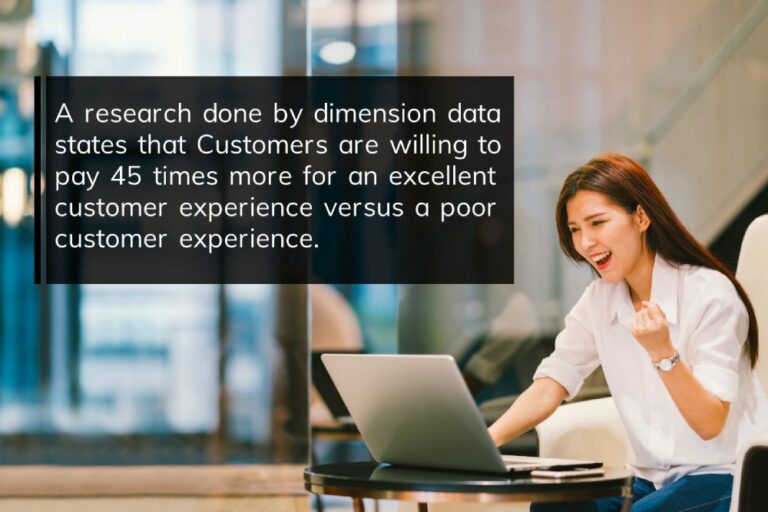 A research done by dimension data
states that Customers are willing to
pay 45 times more for an excellent
customer experience versus a poor
customer experience.